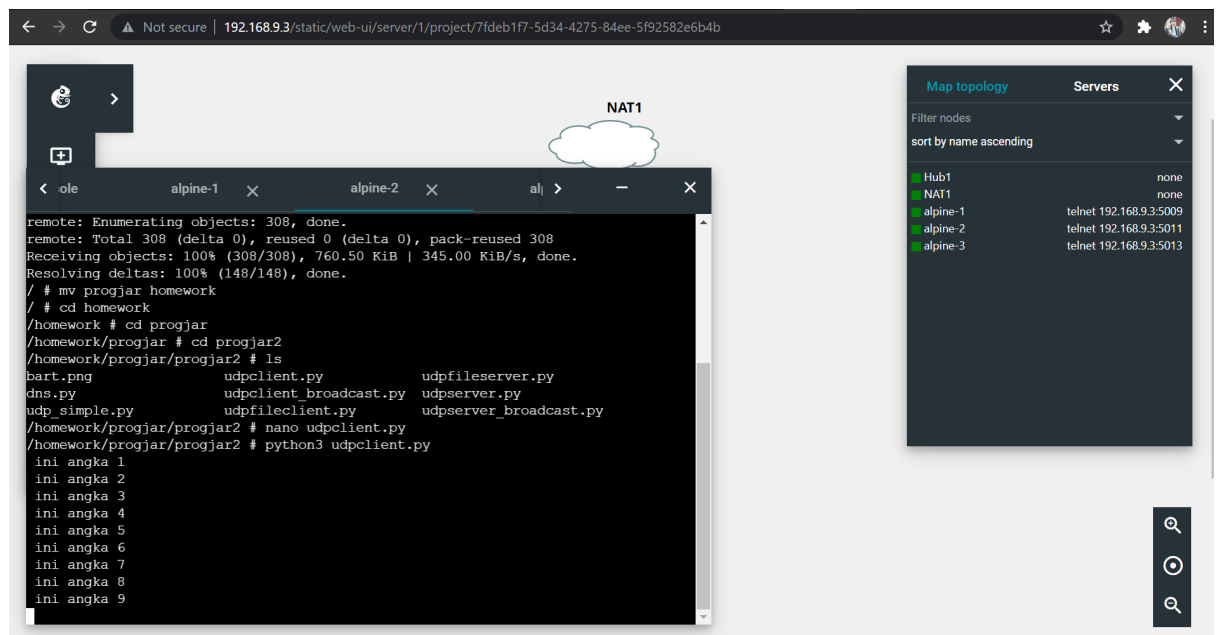 Not secure | 192.168.9.3/static/web-ui/server/1/project/7fdeb1f7-5d34-4275-84ee-5f92582e6b4b
NAT1
ole alpine-1 alpine-2 al
remote: Enumerating objects: 308, done.
remote: Total 308 (delta 0), reused 0 (delta 0), pack-reused 308
Receiving objects: 100% (308/308), 760.50 KiB | 345.00 KiB/s, done.
Resolving deltas: 100% (148/148), done.
/ # mv progjar homework
/ # cd homework
/homework # cd progjar
/homework/progjar # cd progjar2
/homework/progjar/progjar2 # ls
bart.png udpclient.py udpfileserver.py
dns.py udpclient_broadcast.py udpserver.py
udp_simple.py udpfileclient.py udpserver_broadcast.py
/homework/progjar/progjar2 # nano udpclient.py
/homework/progjar/progjar2 # python3 udpclient.py
ini angka 1
ini angka 2
ini angka 3
ini angka 4
ini angka 5
ini angka 6
ini angka 7
ini angka 8
ini angka 9
Map topology Servers
Filter nodes
sort by name ascending
Hub1 none
NAT1 none
alpine-1 telnet 192.168.9.3:5009
alpine-2 telnet 192.168.9.3:5011
alpine-3 telnet 192.168.9.3:5013